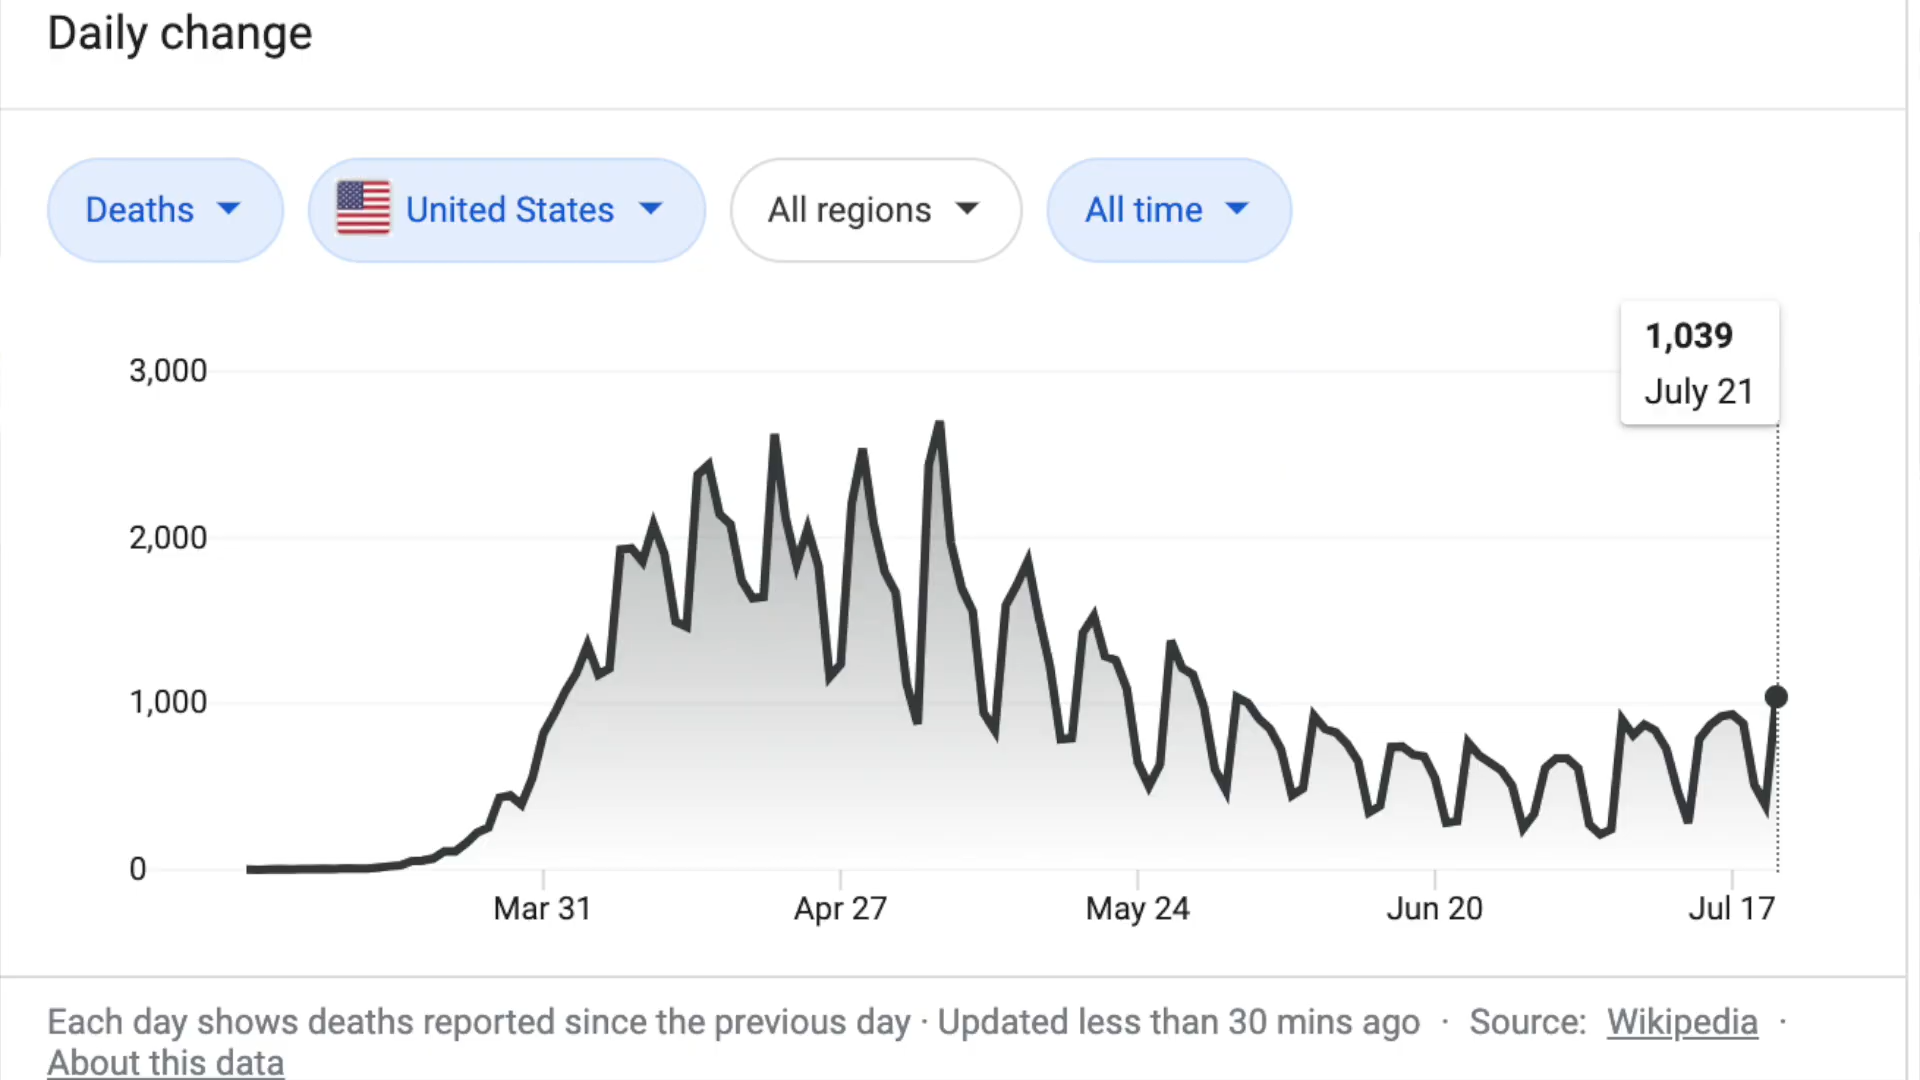 Daily change
Deaths
United States
All regions
All time
1,039
July 21
3,000
2,000
1,000
0
Mar 31
Apr 27
May 24
Jun 20
Jul 17
Each day shows deaths reported since the previous day · Updated less than 30 mins ago · Source: Wikipedia ·
About this data